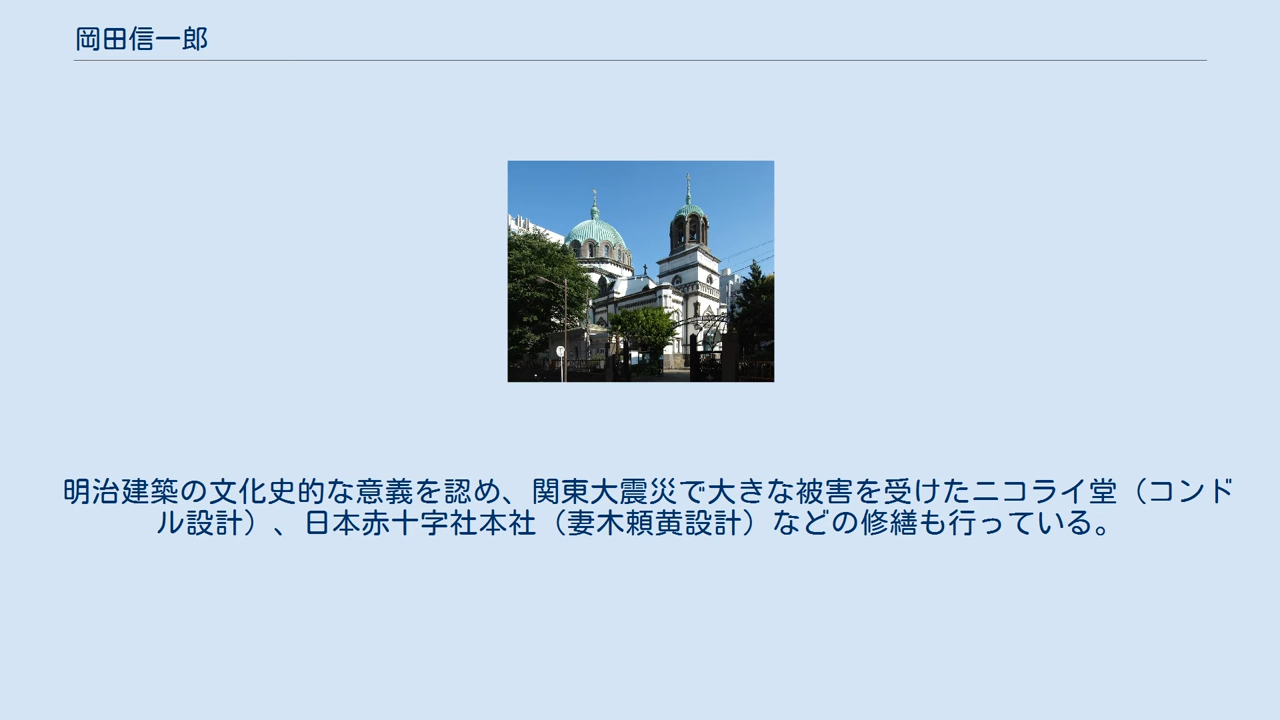 岡田信一郎
明治建築の文化史的な意義を認め、関東大震災で大きな被害を受けたニコライ堂（コンド
ル設計）、日本赤十字社本社（妻木頼黄設計）などの修繕も行っている。